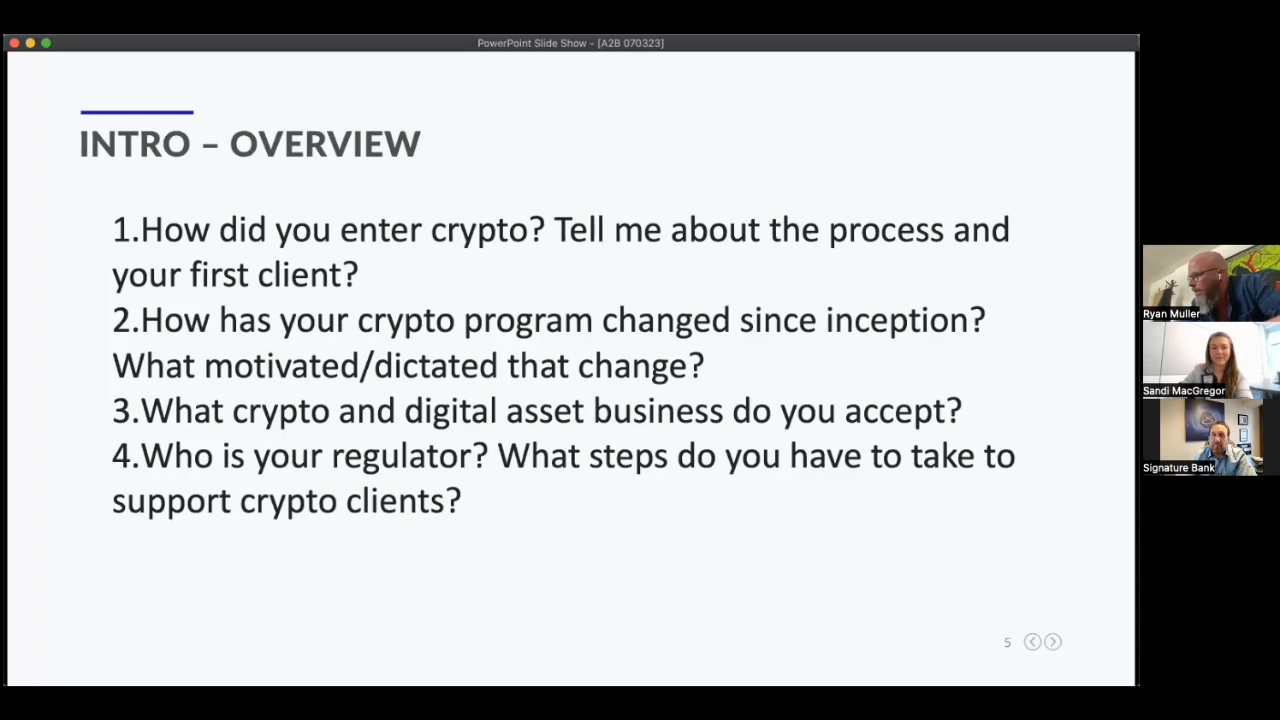 PowerPoint Slide Show - [A2B 070323]
INTRO – OVERVIEW
1.How did you enter crypto? Tell me about the process and
your first client?
2.How has your crypto program changed since inception?
What motivated/dictated that change?
3.What crypto and digital asset business do you accept?
4.Who is your regulator? What steps do you have to take to
support crypto clients?
5
Ryan Muller
Sandi MacGregor
Signature Bank